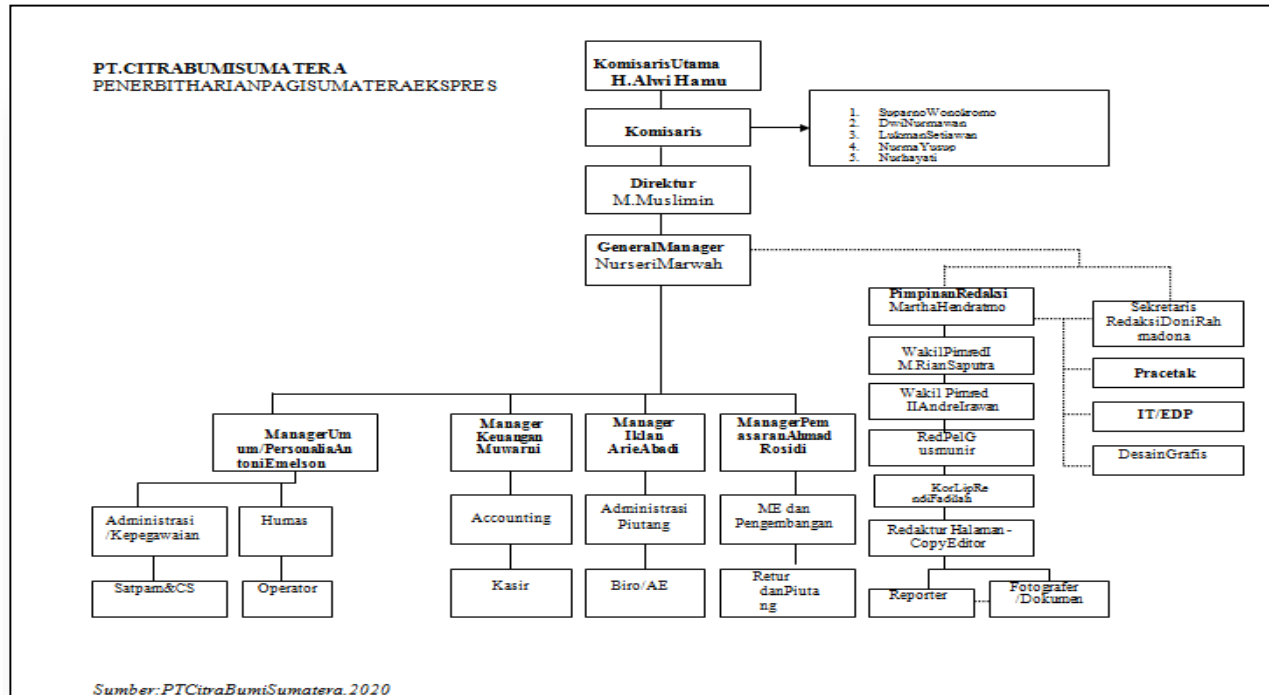 PT.CITRABUMISUMATERA
PENERBITHARIANPAGISUMATERAEKSPRES
KomisarisUtama
H.Alwi Hamu
Komisaris
1. SuparnoWonokromo
2. DwiNurmawan
3. LukmanSetiawan
4. NurmaYusup
5. Nurhayati
Direktur
M.Muslimin
GeneralManager
NurseriMarwah
PimpinanRedaksi
MarthaHendratmo
Sekretaris
RedaksiDoniRah
madona
WakilPimredI
M.RianSaputra
Pracetak
Wakil Pimred
IIAndreIrawan
IT/EDP
RedPelG
usmunir
DesainGrafis
KorLipRe
ndiFadilah
Redaktur Halaman -
CopyEditor
Reporter
Fotografer
/Dokumen
ManagerUm
um/PersonaliaAn
toniEmelson
Manager
Keuangan
Muwarni
Manager
Iklan
ArieAbadi
ManagerPem
asaranAhmad
Rosidi
Administrasi
/Kepegawaian
Humas
Accounting
Administrasi
Piutang
ME dan
Pengembangan
Satpam&CS
Operator
Kasir
Biro/AE
Retur
danPiuta
ng
Sumber:PTCitraBumiSumatera,2020